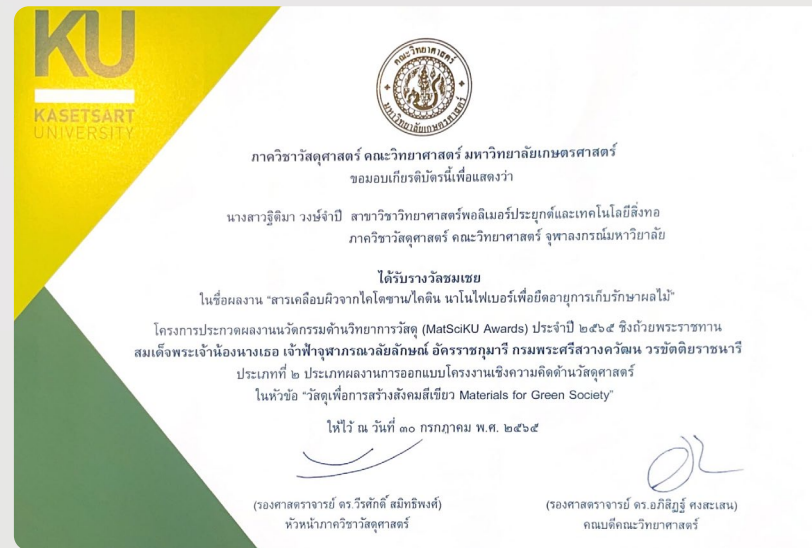 KU
KASETSART
UNIVERSITY
คณะวิทยาศาสตร์
มหาวิทยาลัยเกษตรศาสตร์
ภาควิชาวัสดุศาสตร์ คณะวิทยาศาสตร์ มหาวิทยาลัยเกษตรศาสตร์
ขอมอบเกียรติบัตรนี้เพื่อแสดงว่า
นางสาวฐิติมา วงษ์จำปี สาขาวิชาวิทยาศาสตร์พอลิเมอร์ประยุกต์และเทคโนโลยีสิ่งทอ
ภาควิชาวัสดุศาสตร์ คณะวิทยาศาสตร์ จุฬาลงกรณ์มหาวิทยาลัย
ได้รับรางวัลชมเชย
ในชื่อผลงาน "สารเคลือบผิวจากไคโตซาน/ไคติน นาโนไฟเบอร์เพื่อยืดอายุการเก็บรักษาผลไม้"
โครงการประกวดผลงานนวัตกรรมด้านวิทยาการวัสดุ (MatSciKU Awards) ประจำปี ๒๕๖๕ ชิงถ้วยพระราชทาน
สมเด็จพระเจ้าน้องนางเธอ เจ้าฟ้าจุฬาภรณวลัยลักษณ์ อัครราชกุมารี กรมพระศรีสวางควัฒน วรขัตติยราชนารี
ประเภทที่ ๒ ประเภทผลงานการออกแบบโครงงานเชิงความคิดด้านวัสดุศาสตร์
ในหัวข้อ "วัสดุเพื่อการสร้างสังคมสีเขียว Materials for Green Society"
ให้ไว้ ณ วันที่ ๓๐ กรกฎาคม พ.ศ. ๒๕๖๕
(รองศาสตราจารย์ ดร.วีรศักดิ์ สมิทธิพงศ์)
(รองศาสตราจารย์ ดร.อภิสิฏฐ์ ศงสะเสน)
หัวหน้าภาควิชาวัสดุศาสตร์
คณบดีคณะวิทยาศาสตร์